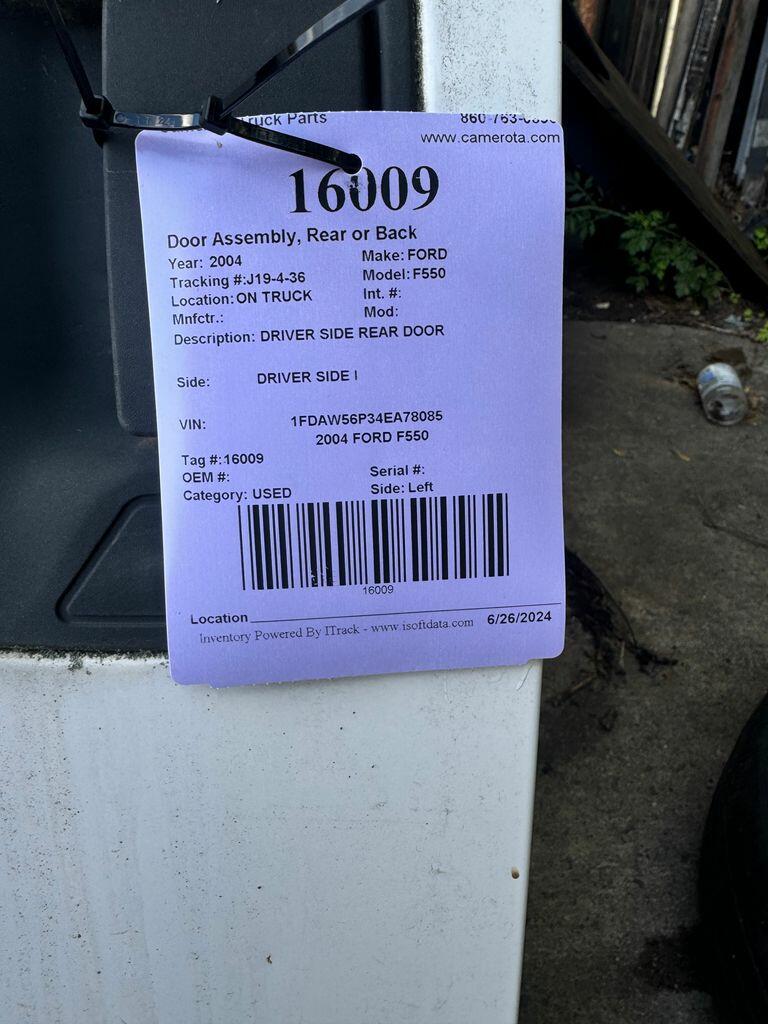 Truck Parts
860-763-
www.camerota.com
16009
Door Assembly, Rear or Back
Year: 2004 Make: FORD
Tracking #:J19-4-36 Model: F550
Location: ON TRUCK Int. #:
Mnfctr.: Mod:
Description: DRIVER SIDE REAR DOOR
Side: DRIVER SIDE I
VIN: 1FDAW56P34EA78085
2004 FORD F550
Tag #:16009
OEM #: Serial #:
Category: USED Side: Left
16009
Location
Inventory Powered By ITrack - www.isoftdata.com 6/26/2024